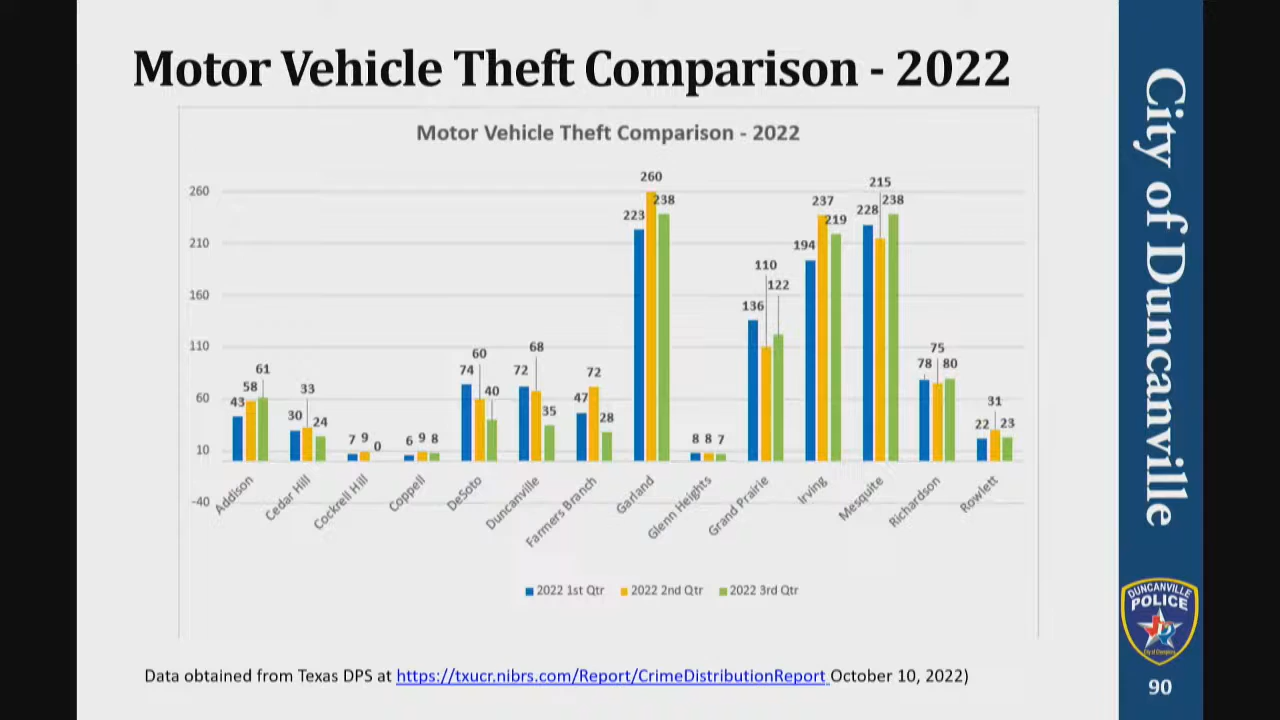 Motor Vehicle Theft Comparison - 2022
Motor Vehicle Theft Comparison - 2022
260
210
160
110
60
10
-40
43 58 61
30 33 24
7 9 0
6 9 8
74 60 40
72 68 35
47 72 28
223 260 238
8 8 7
136 110 122
194 237 219
228 215 238
78 75 80
22 31 23
Addison
Cedar Hill
Cockrell Hill
Coppell
DeSoto
Duncanville
Farmers Branch
Garland
Glenn Heights
Grand Prairie
Irving
Mesquite
Richardson
Rowlett
2022 1st Qtr 2022 2nd Qtr 2022 3rd Qtr
Data obtained from Texas DPS at https://txucr.nibrs.com/Report/CrimeDistributionReport October 10, 2022)
City of Duncanville
DUNCANVILLE
POLICE
City of Champions
90